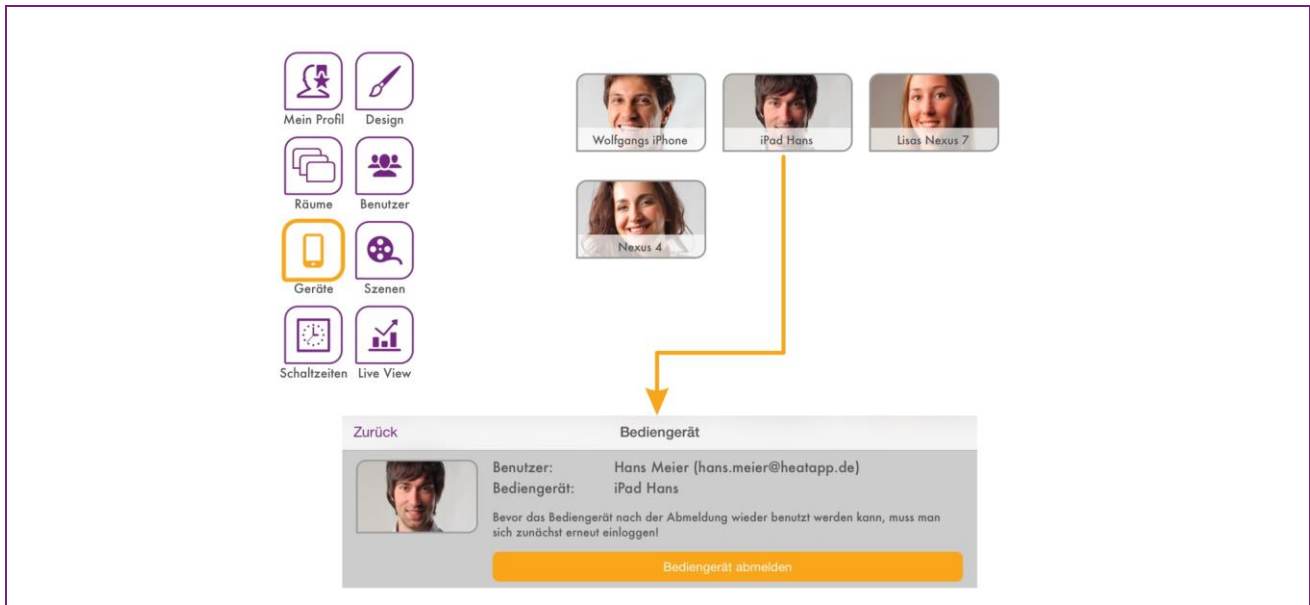 Mein Profil Design
Räume Benutzer
Geräte Szenen
Schaltzeiten Live View
Wolfgangs iPhone iPad Hans Lisas Nexus 7
Nexus 4
Zurück Bediengerät
Benutzer: Hans Meier (hans.meier@heatapp.de)
Bediengerät: iPad Hans
Bevor das Bediengerät nach der Abmeldung wieder benutzt werden kann, muss man
sich zunächst erneut einloggen!
Bediengerät abmelden